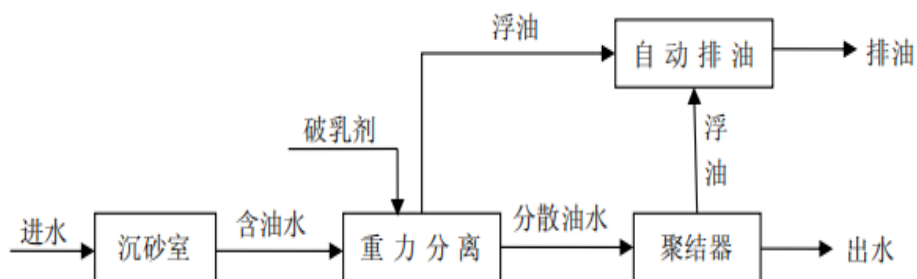 浮油
自动排油
排油
破乳剂
浮
油
进水
沉砂室
含油水
重力分离
分散油水
聚结器
出水